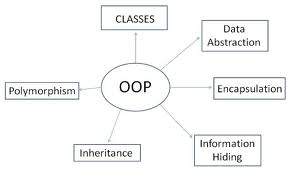 CLASSES
Data
Abstraction
Polymorphism
OOP
Encapsulation
Inheritance
Information
Hiding